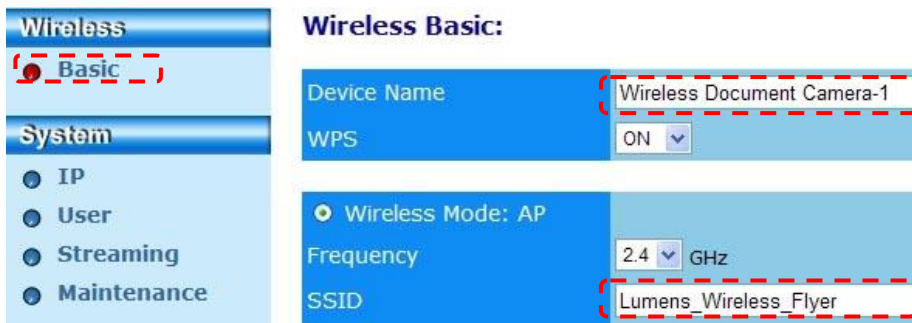 Wireless
Basic
System
IP
User
Streaming
Maintenance
Wireless Basic:
Device Name Wireless Document Camera-1
WPS ON
Wireless Mode: AP
Frequency 2.4 GHz
SSID Lumens_Wireless_Flyer